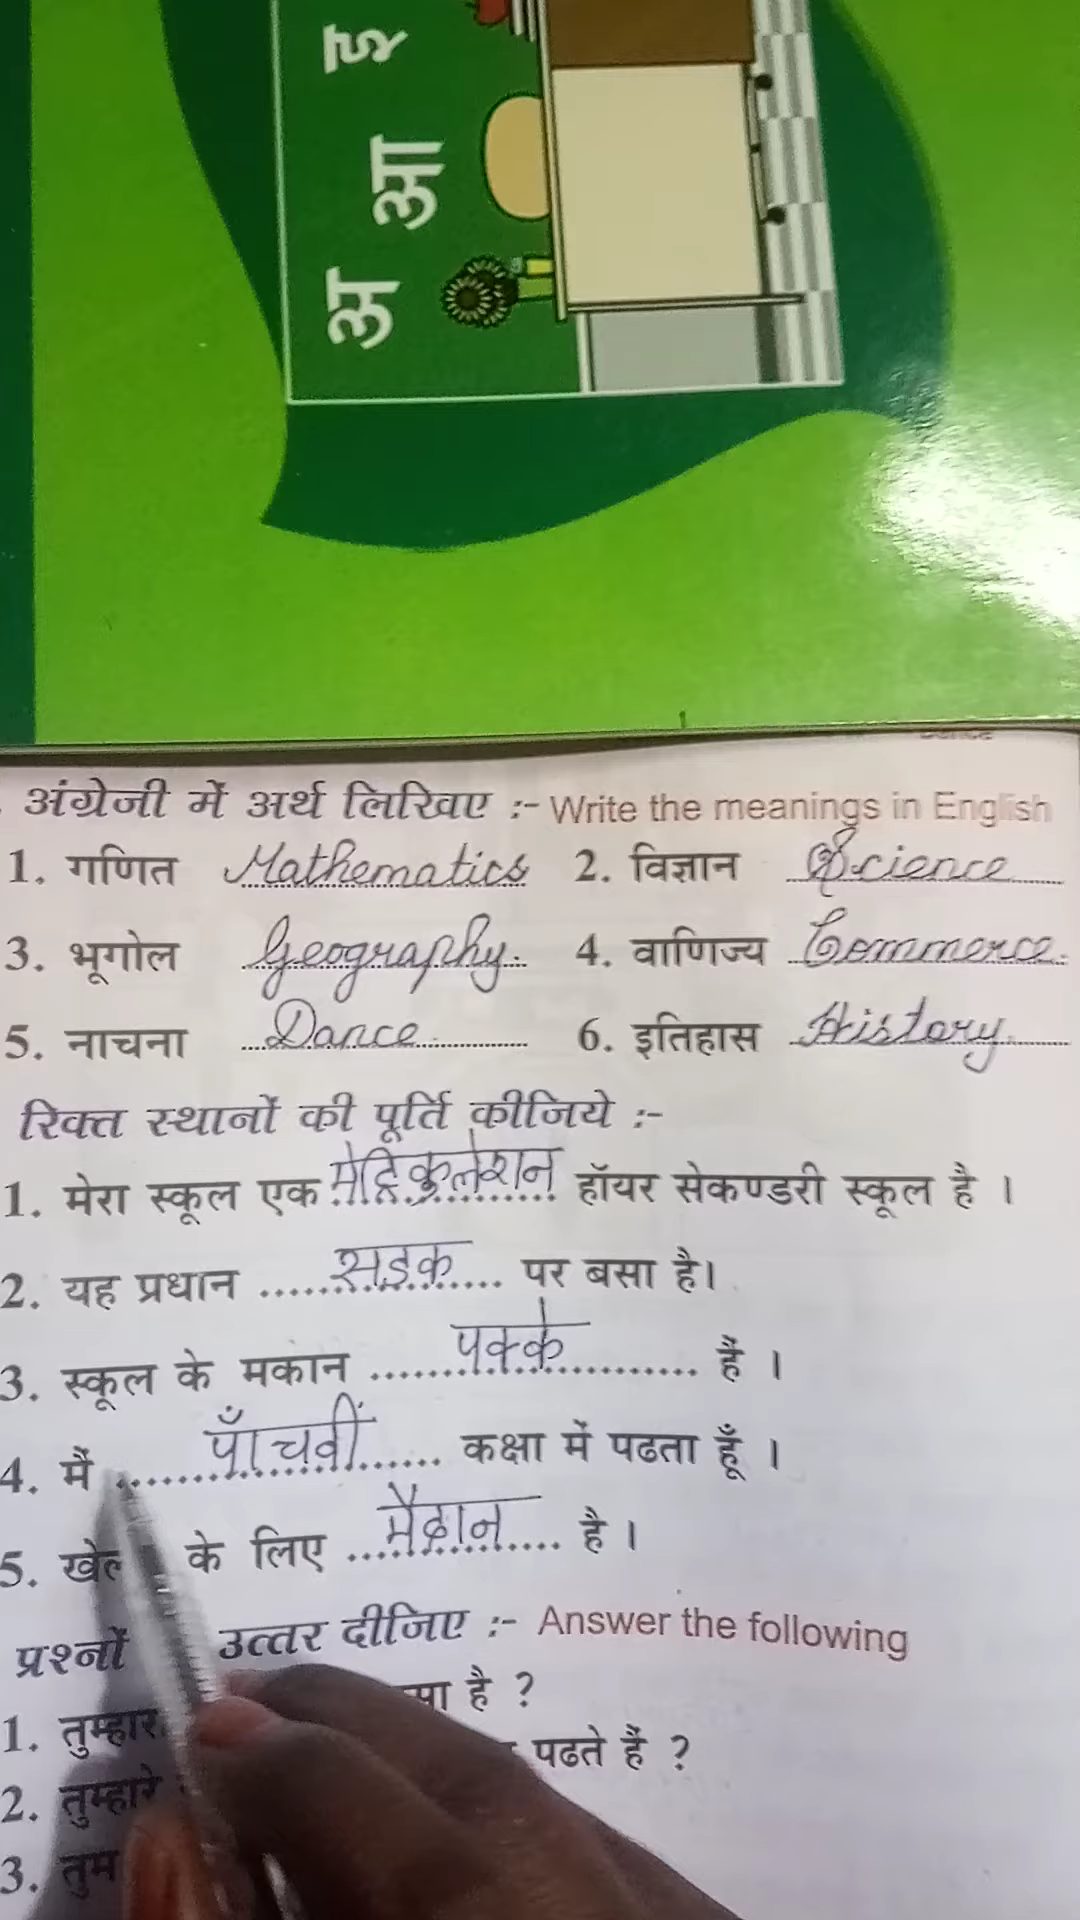 अ आ इ
अंग्रेजी में अर्थ लिखिए :- Write the meanings in English
1. गणित Mathematics 2. विज्ञान Science
3. भूगोल Geography. 4. वाणिज्य Commerce.
5. नाचना Dance. 6. इतिहास History.
रिक्त स्थानों की पूर्ति कीजिये :-
1. मेरा स्कूल एक मेट्रिकुलेशन हॉयर सेकण्डरी स्कूल है ।
2. यह प्रधान ......सड़क...... पर बसा है।
3. स्कूल के मकान ......पक्के...... हैं ।
4. मैं ......पाँचवीं...... कक्षा में पढता हूँ ।
5. के लिए ......मैदान...... है ।
प्रश्नों उत्तर दीजिए :- Answer the following
1. है ?
2. तुम्हारे पढते हैं ?
3. तुम